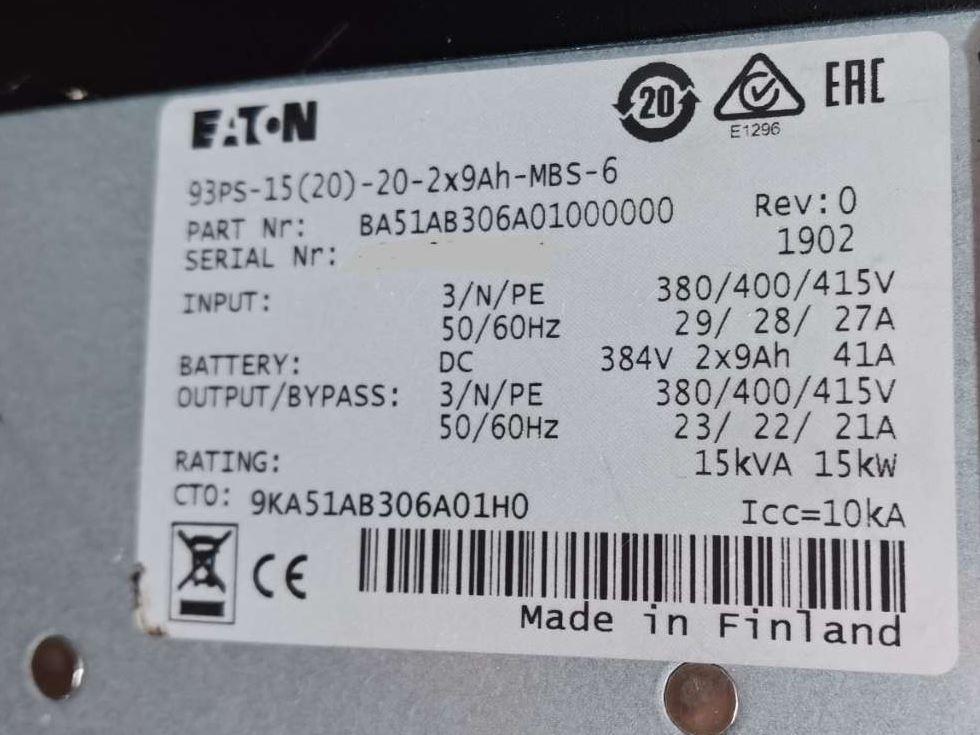 EATON
20
E1296
EAC
93PS-15(20)-20-2x9Ah-MBS-6
PART Nr: BA51AB306A01000000 Rev:0
SERIAL Nr: 1902
INPUT: 3/N/PE 380/400/415V
50/60Hz 29/ 28/ 27A
BATTERY: DC 384V 2x9Ah 41A
OUTPUT/BYPASS: 3/N/PE 380/400/415V
50/60Hz 23/ 22/ 21A
RATING: 15kVA 15kW
CTO: 9KA51AB306A01H0 Icc=10kA
CE
Made in Finland